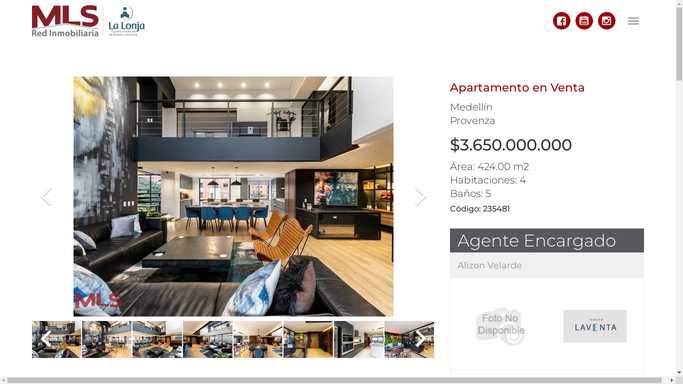 MLS
Red Inmobiliaria
La Lonja
Apartamento en Venta
Medellín
Provenza
$3.650.000.000
Área: 424.00 m2
Habitaciones: 4
Baños: 5
Código: 235481
Agente Encargado
Alizon Velarde
Foto No
Disponible
LAVENTA
MLS